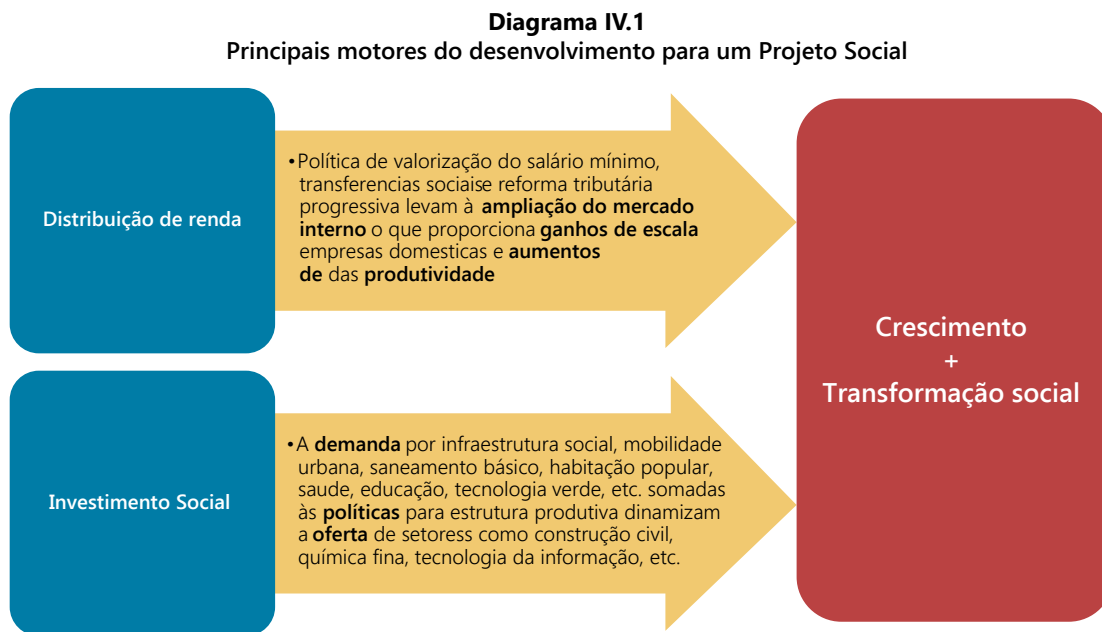 Diagrama IV.1
Principais motores do desenvolvimento para um Projeto Social
Distribuição de renda
•Política de valorização do salário mínimo,
transferencias sociaise reforma tributária
progressiva levam à ampliação do mercado
interno o que proporciona ganhos de escala
empresas domesticas e aumentos
de das produtividade
Investimento Social
•A demanda por infraestrutura social, mobilidade
urbana, saneamento básico, habitação popular,
saude, educação, tecnologia verde, etc. somadas
às políticas para estrutura produtiva dinamizam
a oferta de setoress como construção civil,
química fina, tecnologia da informação, etc.
Crescimento
+
Transformação social